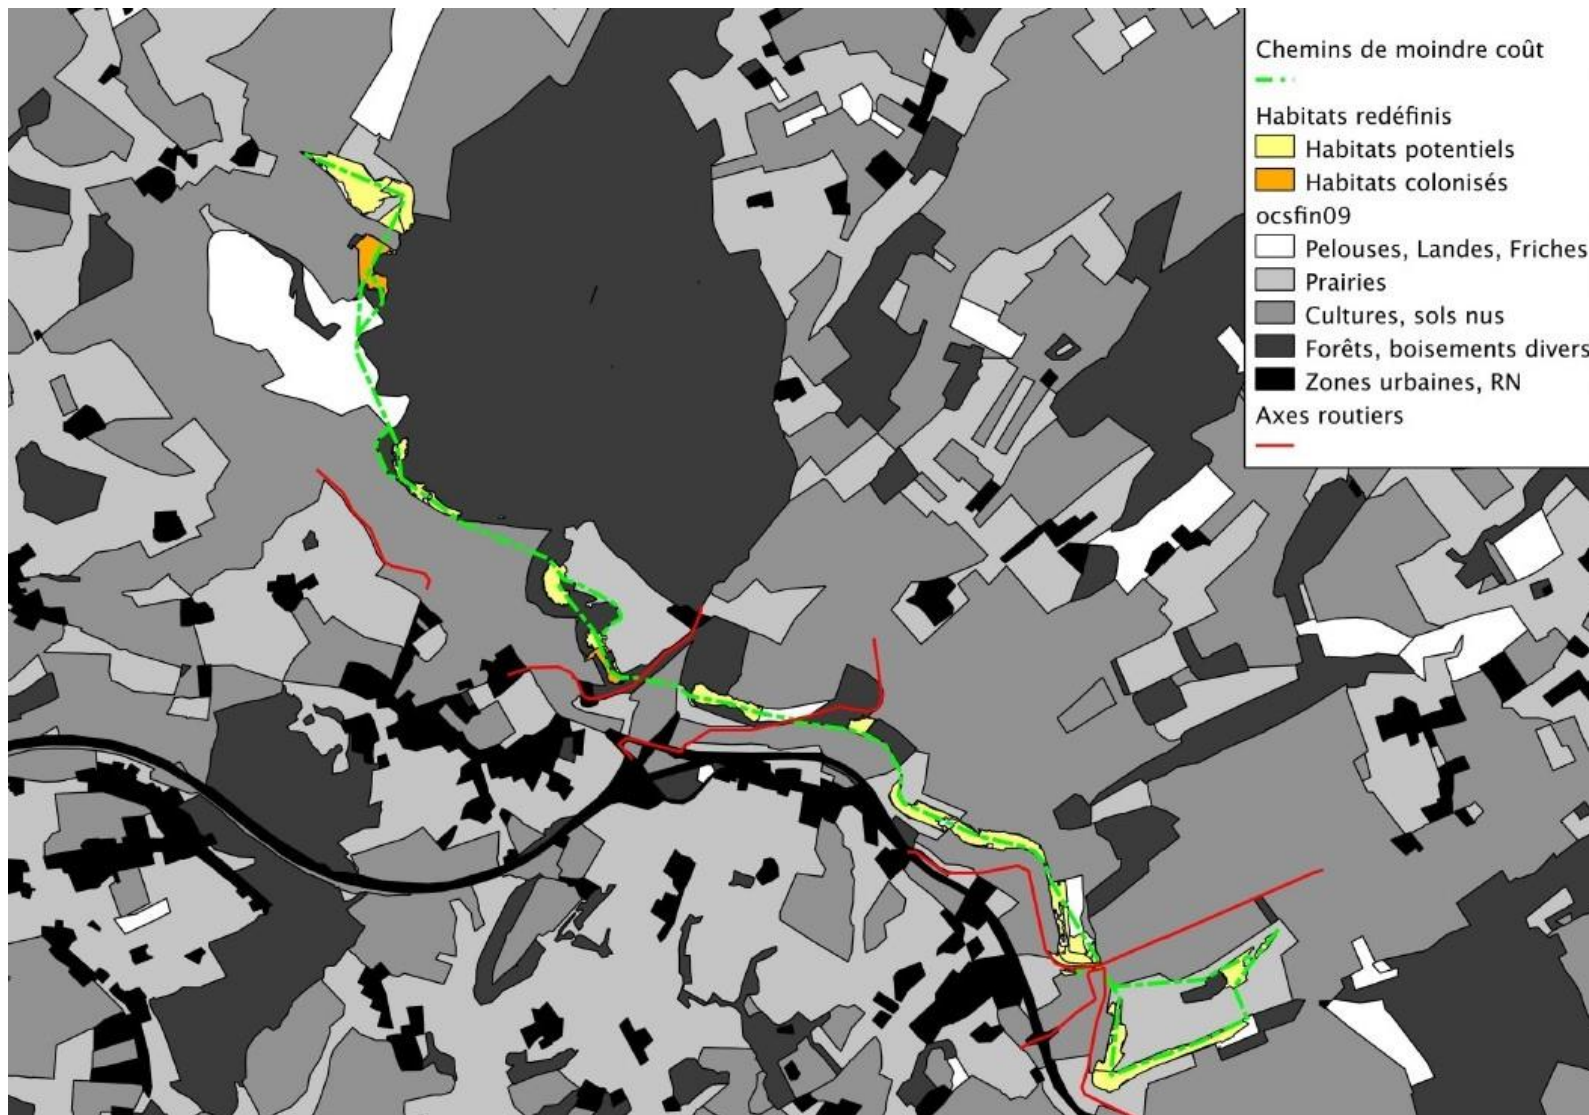 Chemins de moindre coût
Habitats redéfinis
Habitats potentiels
Habitats colonisés
ocsfin09
Pelouses, Landes, Friches
Prairies
Cultures, sols nus
Forêts, boisements divers
Zones urbaines, RN
Axes routiers